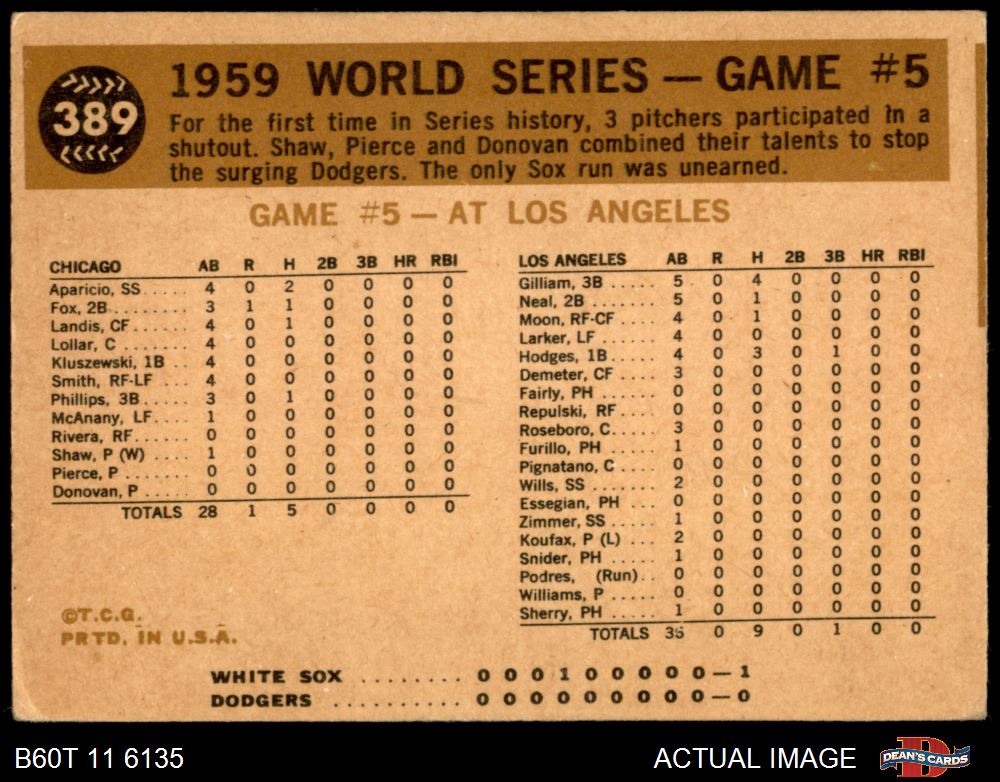 389
1959 WORLD SERIES — GAME #5
For the first time in Series history, 3 pitchers participated in a
shutout. Shaw, Pierce and Donovan combined their talents to stop
the surging Dodgers. The only Sox run was unearned.
GAME #5 — AT LOS ANGELES
CHICAGO AB R H 2B 3B HR RBI
Aparicio, SS ..... 4 0 2 0 0 0 0
Fox, 2B ........ 3 1 1 0 0 0 0
Landis, CF ..... 4 0 1 0 0 0 0
Lollar, C ....... 4 0 0 0 0 0 0
Kluszewski, 1B .. 4 0 0 0 0 0 0
Smith, RF-LF .... 4 0 0 0 0 0 0
Phillips, 3B ..... 3 0 1 0 0 0 0
McAnany, LF .... 1 0 0 0 0 0 0
Rivera, RF ...... 0 0 0 0 0 0 0
Shaw, P (W) .... 1 0 0 0 0 0 0
Pierce, P ....... 0 0 0 0 0 0 0
Donovan, P ..... 0 0 0 0 0 0 0
TOTALS 28 1 5 0 0 0 0
LOS ANGELES AB R H 2B 3B HR RBI
Gilliam, 3B ..... 5 0 4 0 0 0 0
Neal, 2B ....... 5 0 1 0 0 0 0
Moon, RF-CF .... 4 0 1 0 0 0 0
Larker, LF ...... 4 0 0 0 0 0 0
Hodges, 1B ..... 4 0 3 0 1 0 0
Demeter, CF .... 3 0 0 0 0 0 0
Fairly, PH ...... 0 0 0 0 0 0 0
Repulski, RF .... 0 0 0 0 0 0 0
Roseboro, C..... 3 0 0 0 0 0 0
Furillo, PH ..... 1 0 0 0 0 0 0
Pignatano, C .... 0 0 0 0 0 0 0
Wills, SS ....... 2 0 0 0 0 0 0
Essegian, PH ... 0 0 0 0 0 0 0
Zimmer, SS ..... 1 0 0 0 0 0 0
Koufax, P (L) ... 2 0 0 0 0 0 0
Snider, PH ..... 1 0 0 0 0 0 0
Podres, (Run).. 0 0 0 0 0 0 0
Williams, P ..... 0 0 0 0 0 0 0
Sherry, PH ..... 1 0 0 0 0 0 0
TOTALS 36 0 9 0 1 0 0
©T.C.G.
PRTD. IN U.S.A.
WHITE SOX ........ 0 0 0 1 0 0 0 0 0 — 1
DODGERS .......... 0 0 0 0 0 0 0 0 0 — 0
B60T 11 6135
ACTUAL IMAGE
DEAN'S CARDS